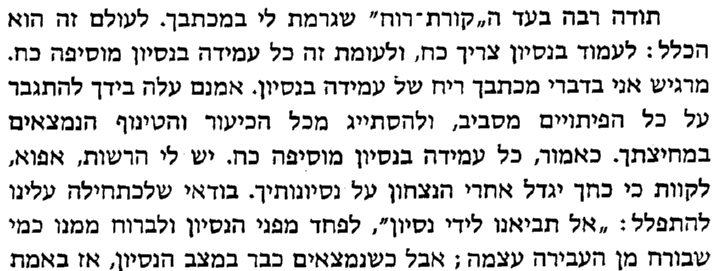 תודה רבה בעד ה„קורת־רוח" שגרמת לי במכתבך. לעולם זה הוא
הכלל: לעמוד בנסיון צריך כח, ולעומת זה כל עמידה בנסיון מוסיפה כח.
מרגיש אני בדברי מכתבך ריח של עמידה בנסיון. אמנם עלה בידך להתגבר
על כל הפיתויים מסביב, ולהסתייג מכל הכיעור והטינוף הנמצאים
במחיצתך. כאמור, כל עמידה בנסיון מוסיפה כח. יש לי הרשות, אפוא,
לקוות כי כחך יגדל אחרי הנצחון על נסיונותיך. בודאי שלכתחילה עלינו
להתפלל: „אל תביאנו לידי נסיון", לפחד מפני הנסיון ולברוח ממנו כמי
שבורח מן העבירה עצמה; אבל כשנמצאים כבר במצב הנסיון, אז באמת